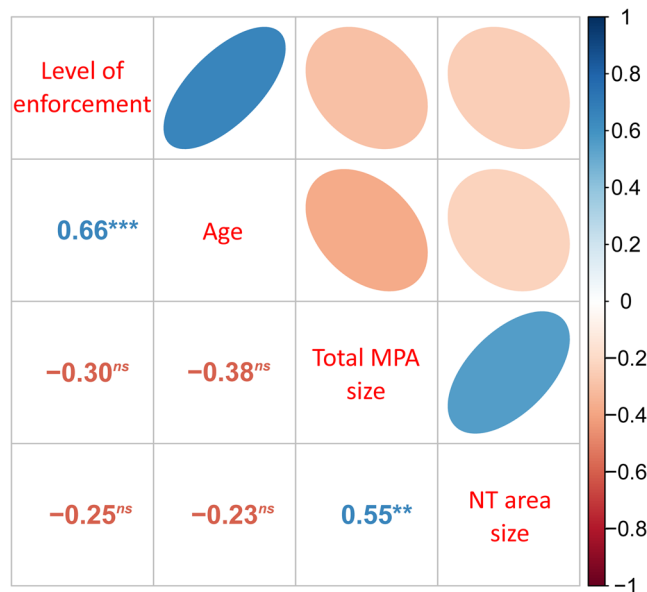 Level of
enforcement
0.66***
Age
−0.30ns
−0.38ns
Total MPA
size
−0.25ns
−0.23ns
0.55**
NT area
size
1
0.8
0.6
0.4
0.2
0
−0.2
−0.4
−0.6
−0.8
−1